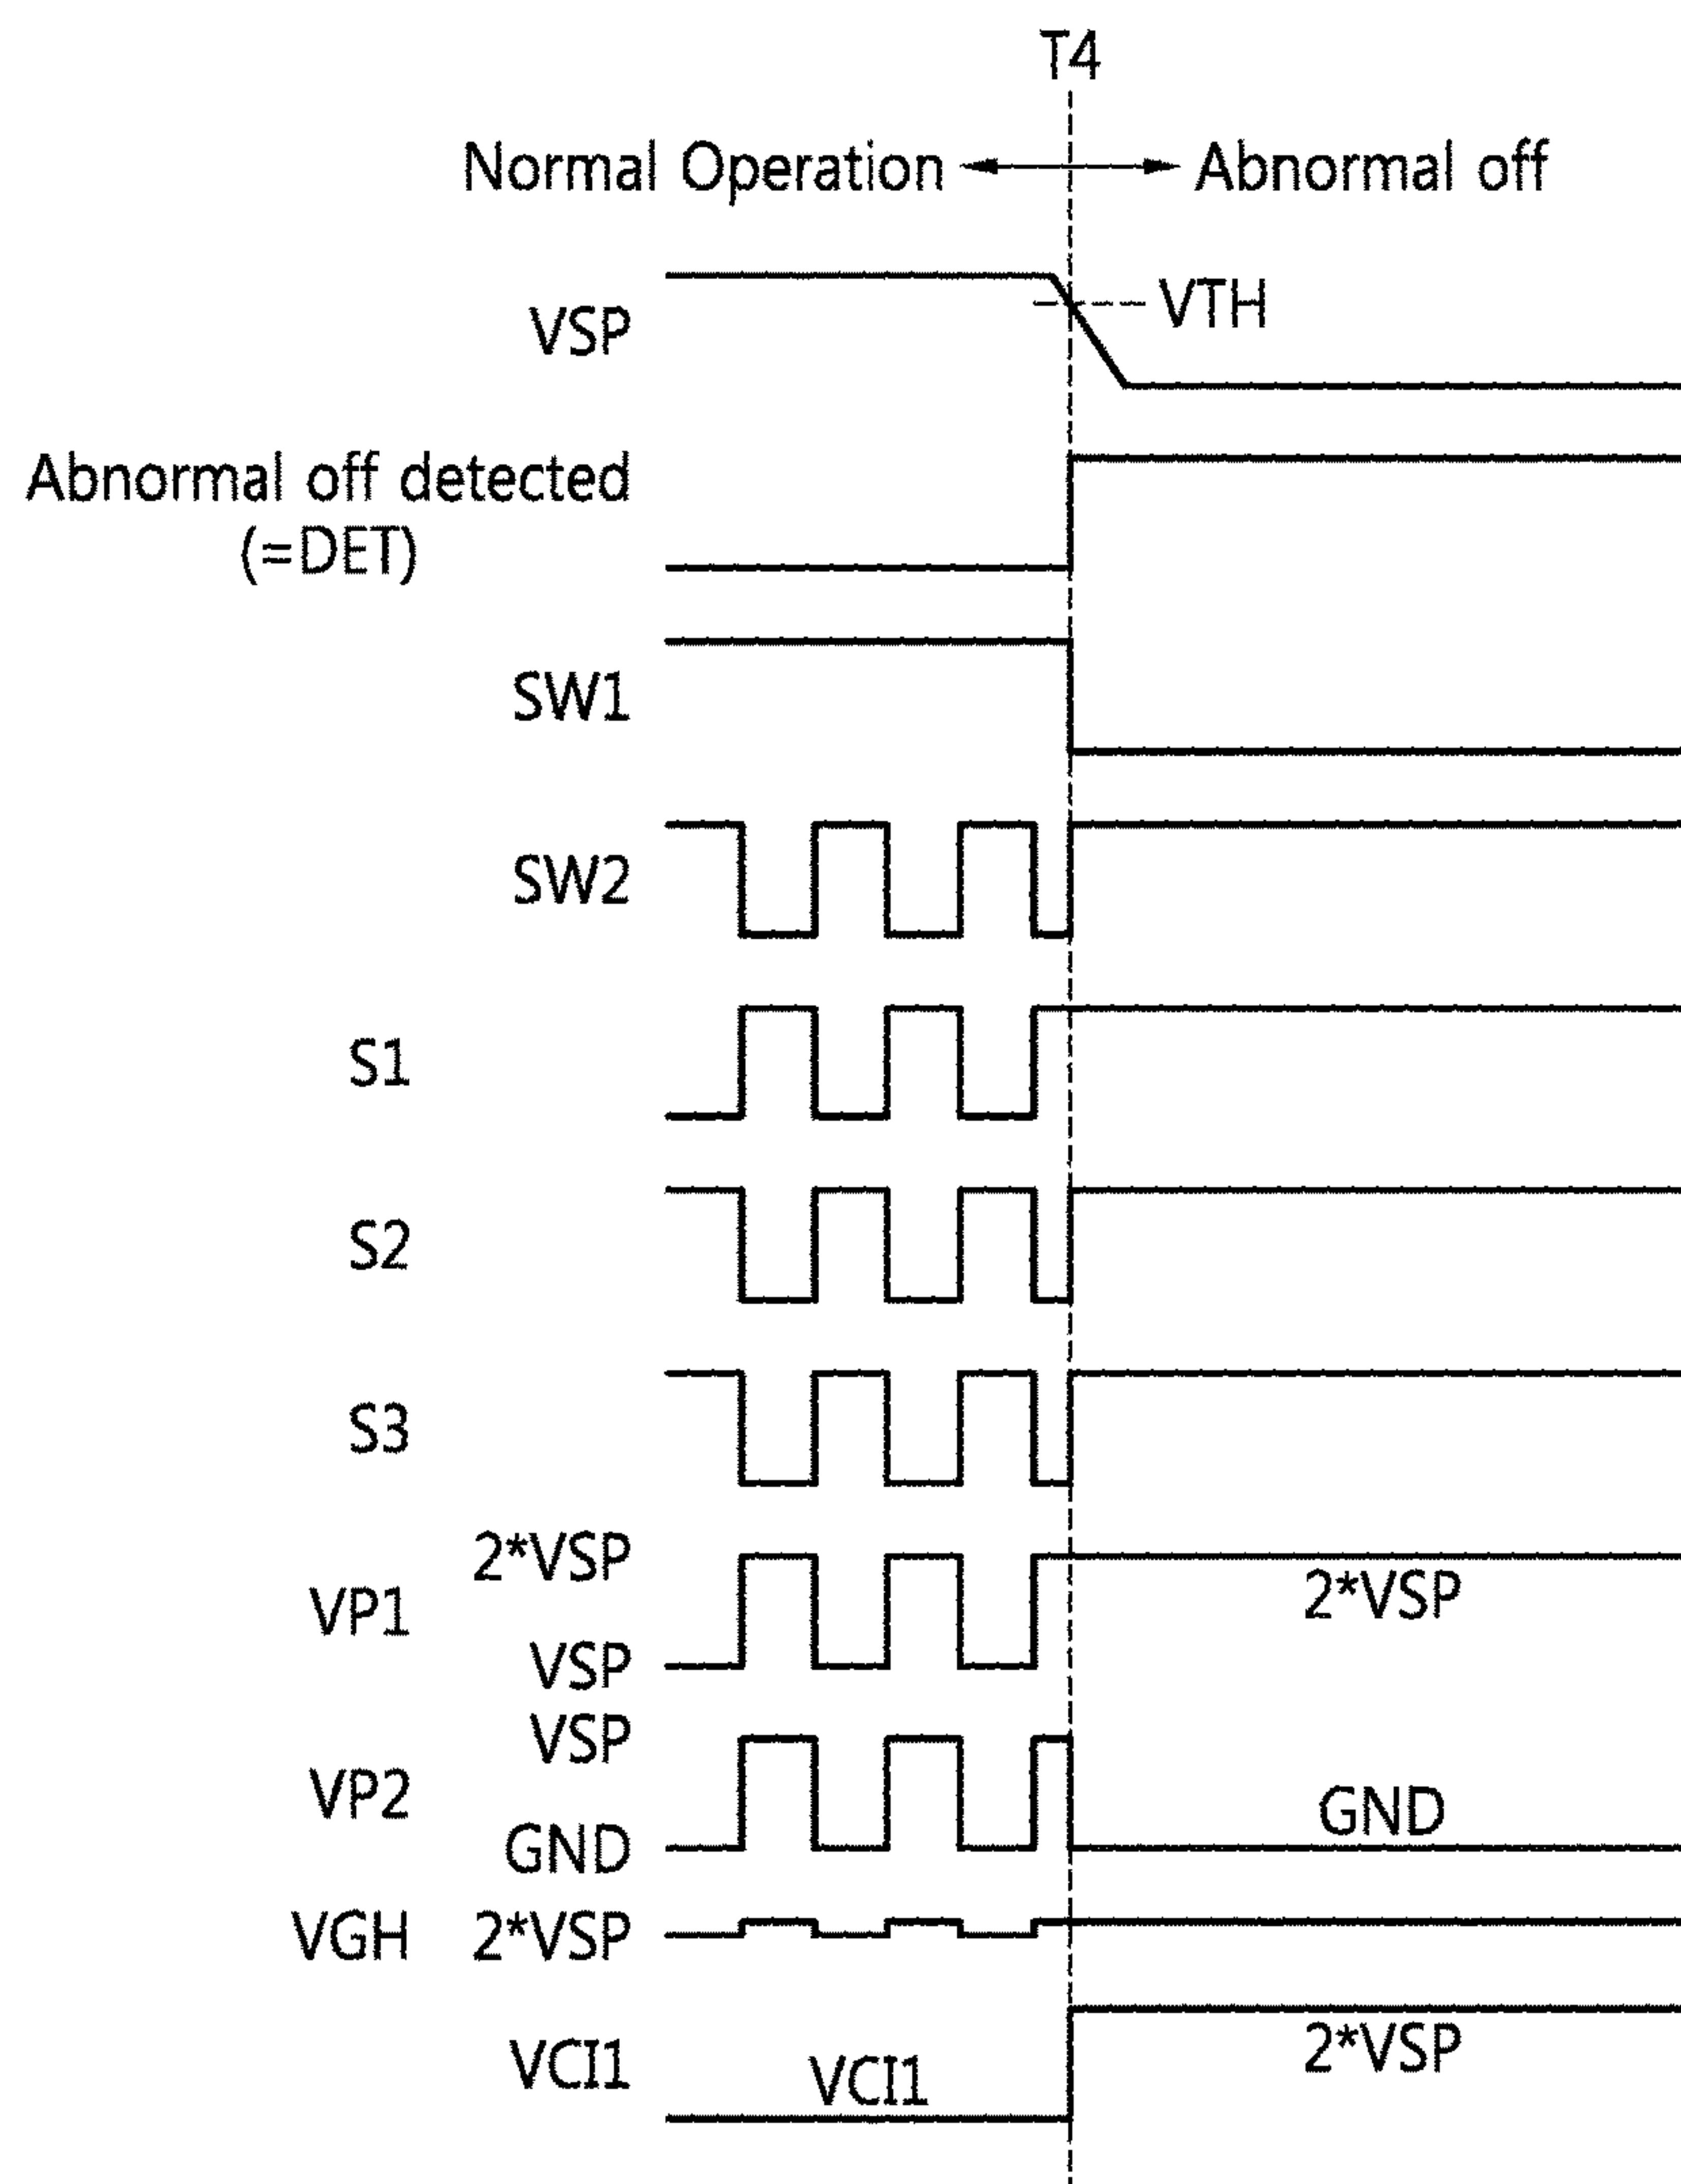 T4
Normal Operation Abnormal off
VSP
VTH
Abnormal off detected
(=DET)
SW1
SW2
S1
S2
S3
2*VSP
VP1
VSP
2*VSP
VSP
VP2
GND
GND
VGH 2*VSP
VCI1
VCI1
2*VSP